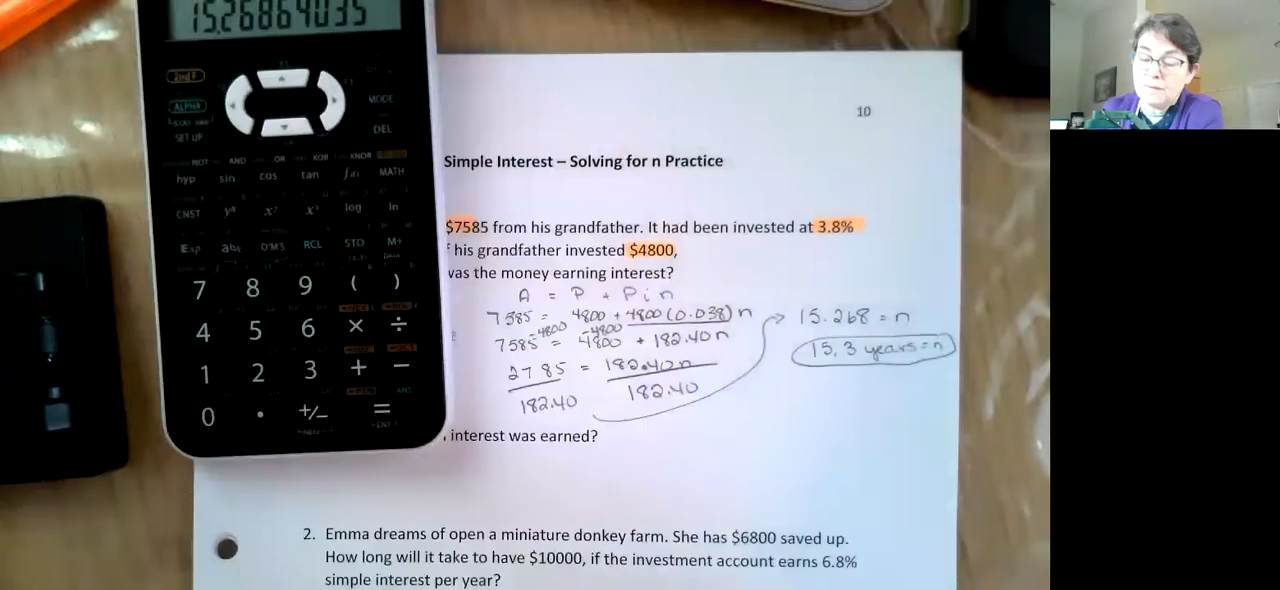 15.26864035
2ndF
ALPHA
MODE
SET UP
DEL
hyp sin cos tan MATH
CNST yˣ x² x³ log ln
Exp RCL STO M+
7 8 9 ( )
4 5 6 × ÷
1 2 3 + −
0 . +/− =
10
Simple Interest – Solving for n Practice
$7585 from his grandfather. It had been invested at 3.8%
his grandfather invested $4800,
was the money earning interest?
A = P + Pin
7585 = 4800 + 4800(0.038)n
-4800 -4800
7585 = 4800 + 182.40n
2785 = 182.40n
182.40 182.40
15.268 = n
15.3 years = n
interest was earned?
2. Emma dreams of open a miniature donkey farm. She has $6800 saved up.
How long will it take to have $10000, if the investment account earns 6.8%
simple interest per year?